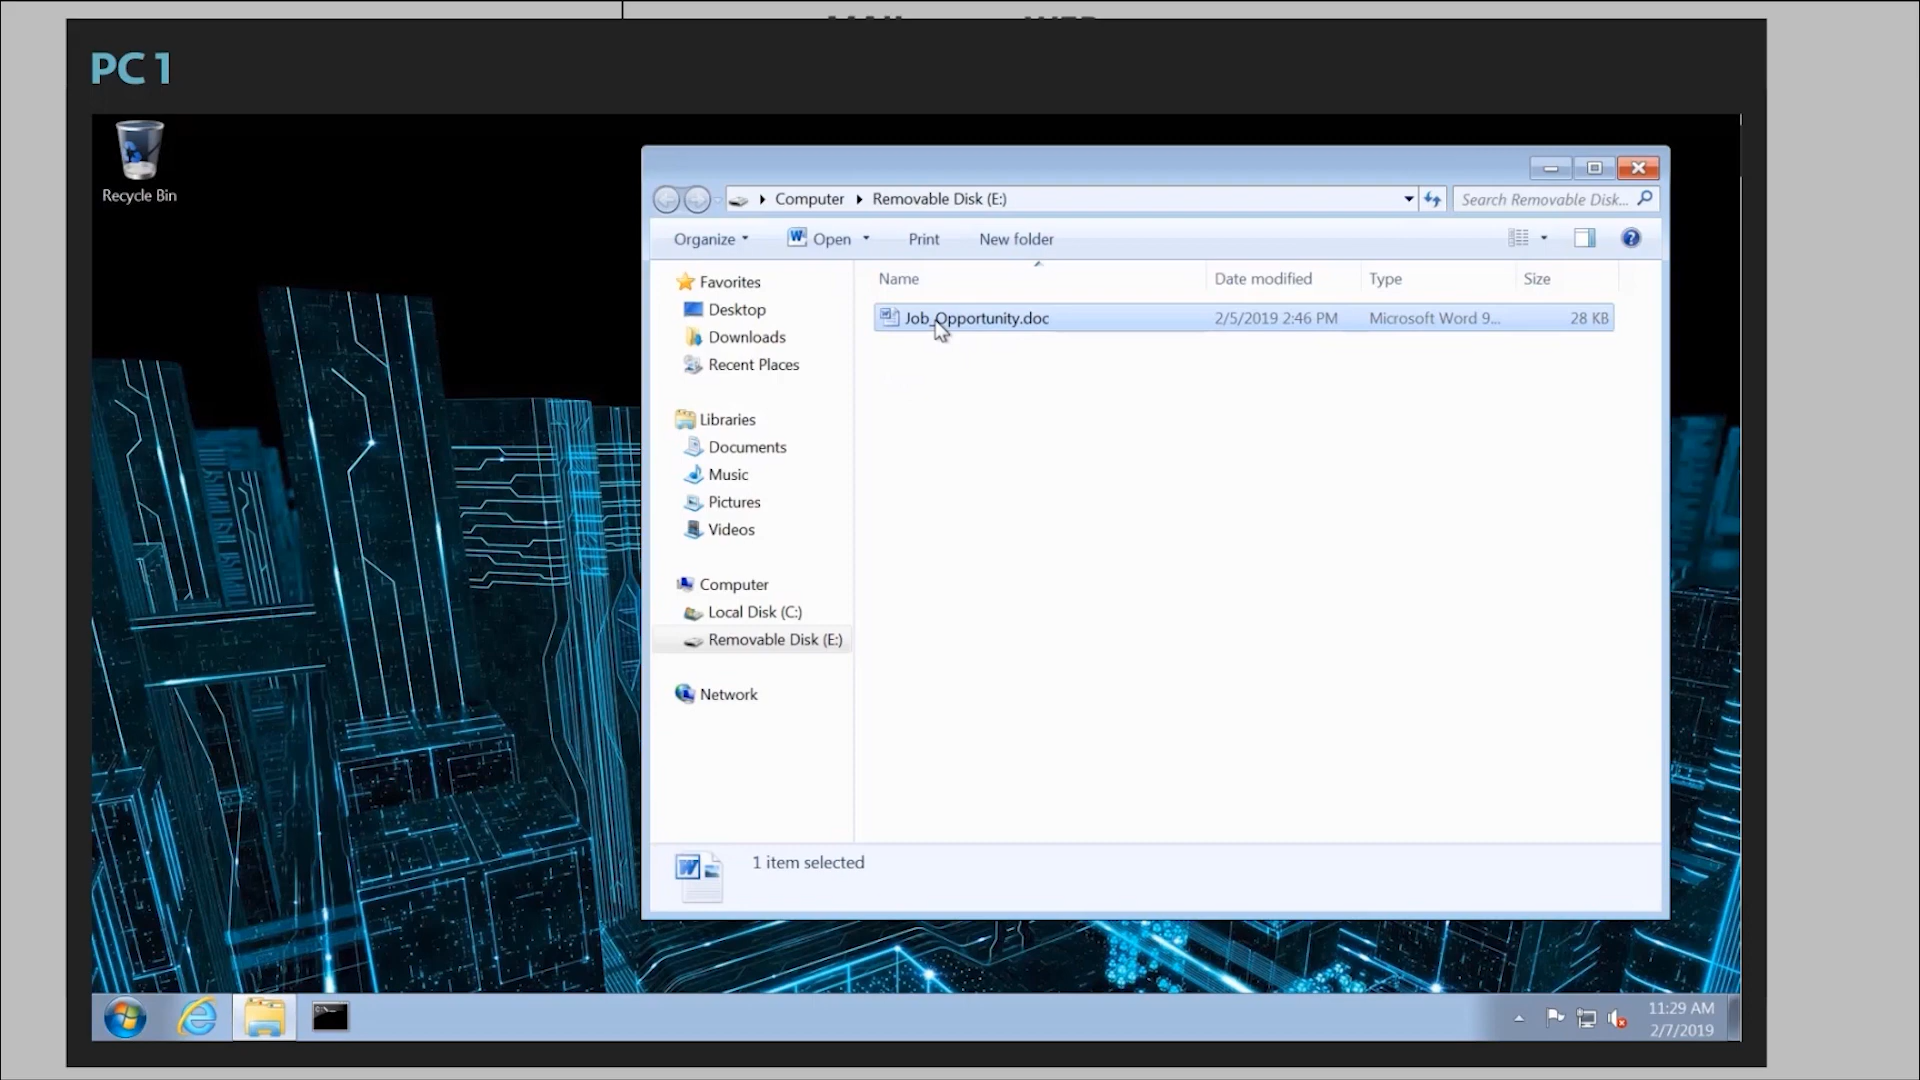 PC 1
Recycle Bin
Computer
Removable Disk (E:)
Search Removable Disk...
Organize
Open
Print
New folder
Favorites
Desktop
Downloads
Recent Places
Libraries
Documents
Music
Pictures
Videos
Computer
Local Disk (C:)
Removable Disk (E:)
Network
Name Date modified Type Size
Job_Opportunity.doc 2/5/2019 2:46 PM Microsoft Word 9... 28 KB
1 item selected
11:29 AM
2/7/2019